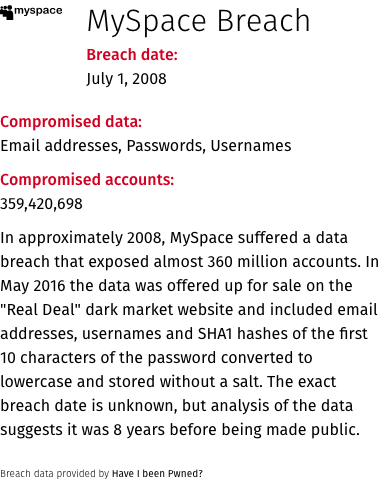 myspace
MySpace Breach
Breach date:
July 1, 2008
Compromised data:
Email addresses, Passwords, Usernames
Compromised accounts:
359,420,698
In approximately 2008, MySpace suffered a data
breach that exposed almost 360 million accounts. In
May 2016 the data was offered up for sale on the
"Real Deal" dark market website and included email
addresses, usernames and SHA1 hashes of the first
10 characters of the password converted to
lowercase and stored without a salt. The exact
breach date is unknown, but analysis of the data
suggests it was 8 years before being made public.
Breach data provided by Have I been Pwned?